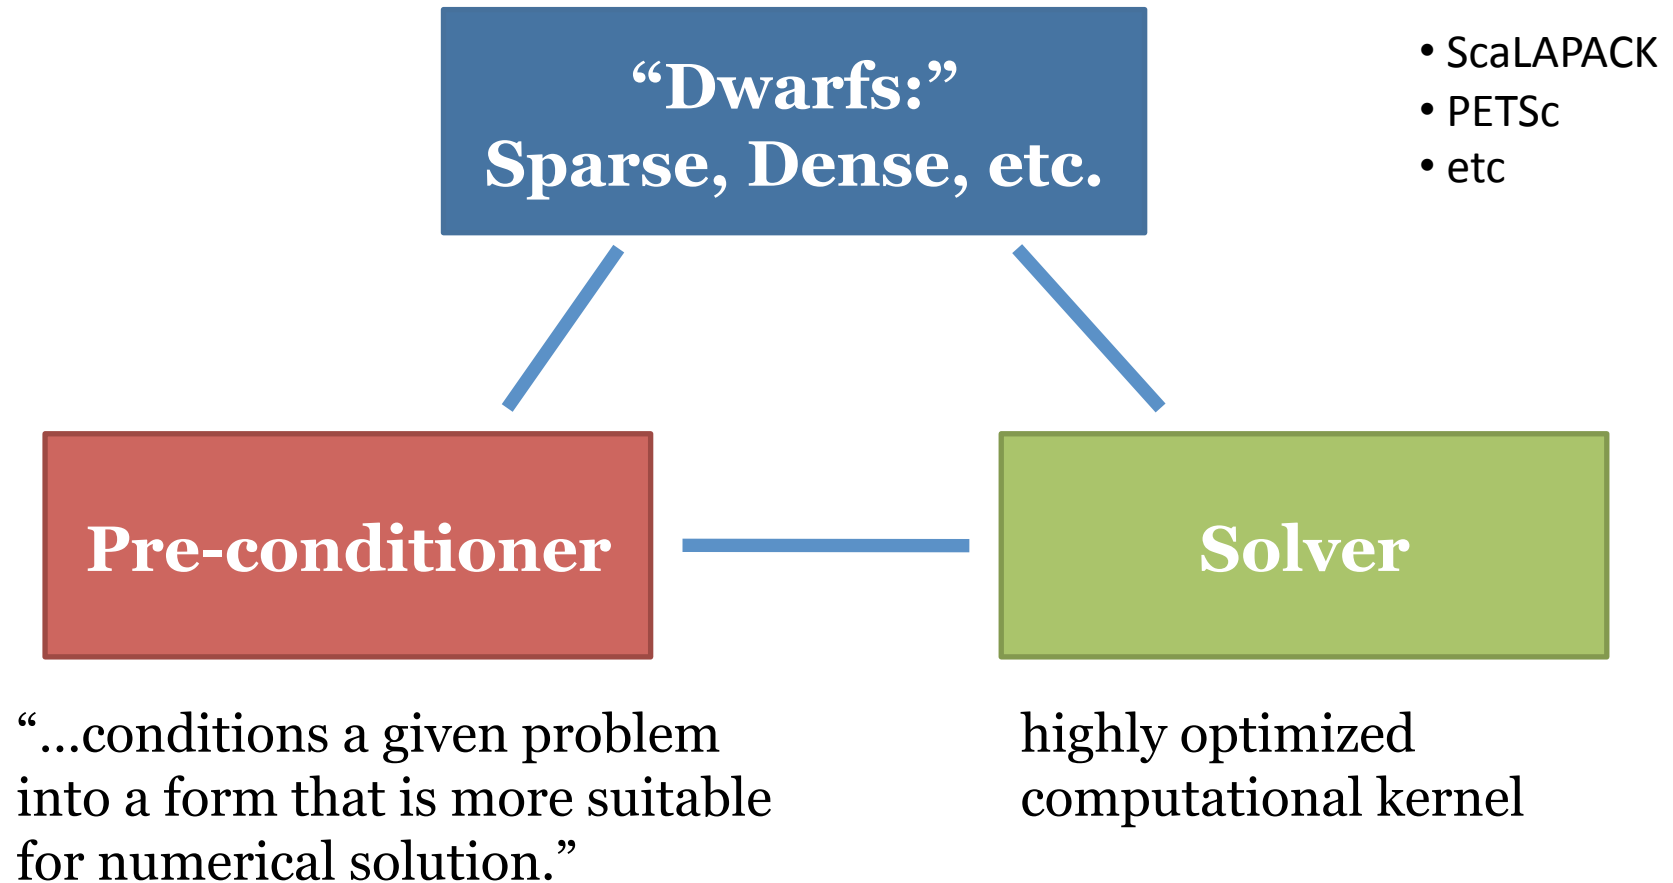 “Dwarfs:”
Sparse, Dense, etc.
• ScaLAPACK
• PETSc
• etc
Pre-conditioner
Solver
“...conditions a given problem
into a form that is more suitable
for numerical solution.”
highly optimized
computational kernel